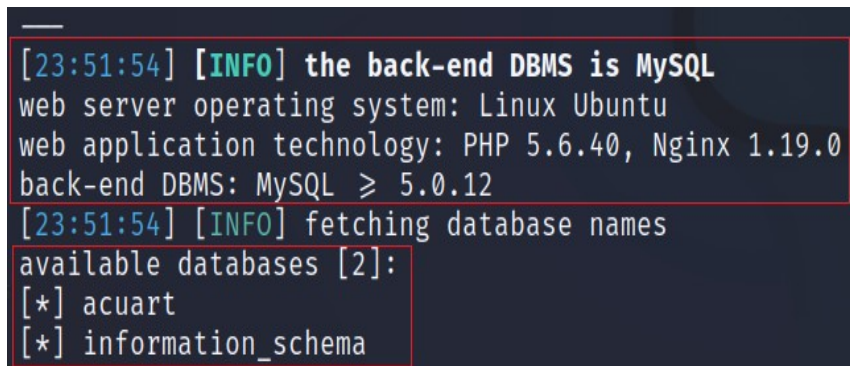 [23:51:54] [INFO] the back-end DBMS is MySQL
web server operating system: Linux Ubuntu
web application technology: PHP 5.6.40, Nginx 1.19.0
back-end DBMS: MySQL ⩾ 5.0.12
[23:51:54] [INFO] fetching database names
available databases [2]:
[*] acuart
[*] information_schema